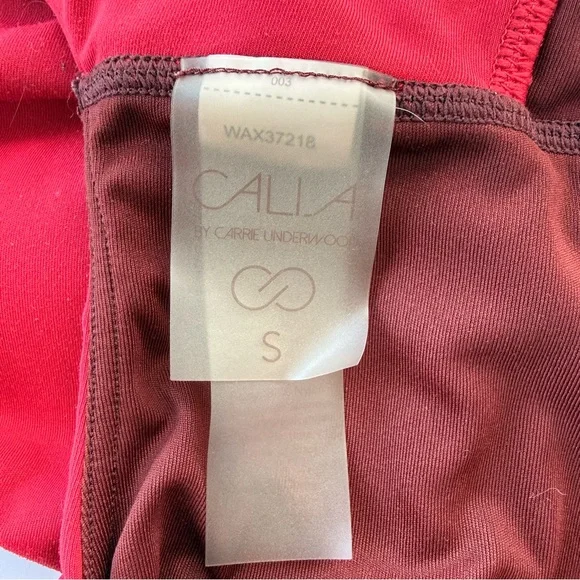 003
WAX37218
CALIA
BY CARRIE UNDERWOOD
S